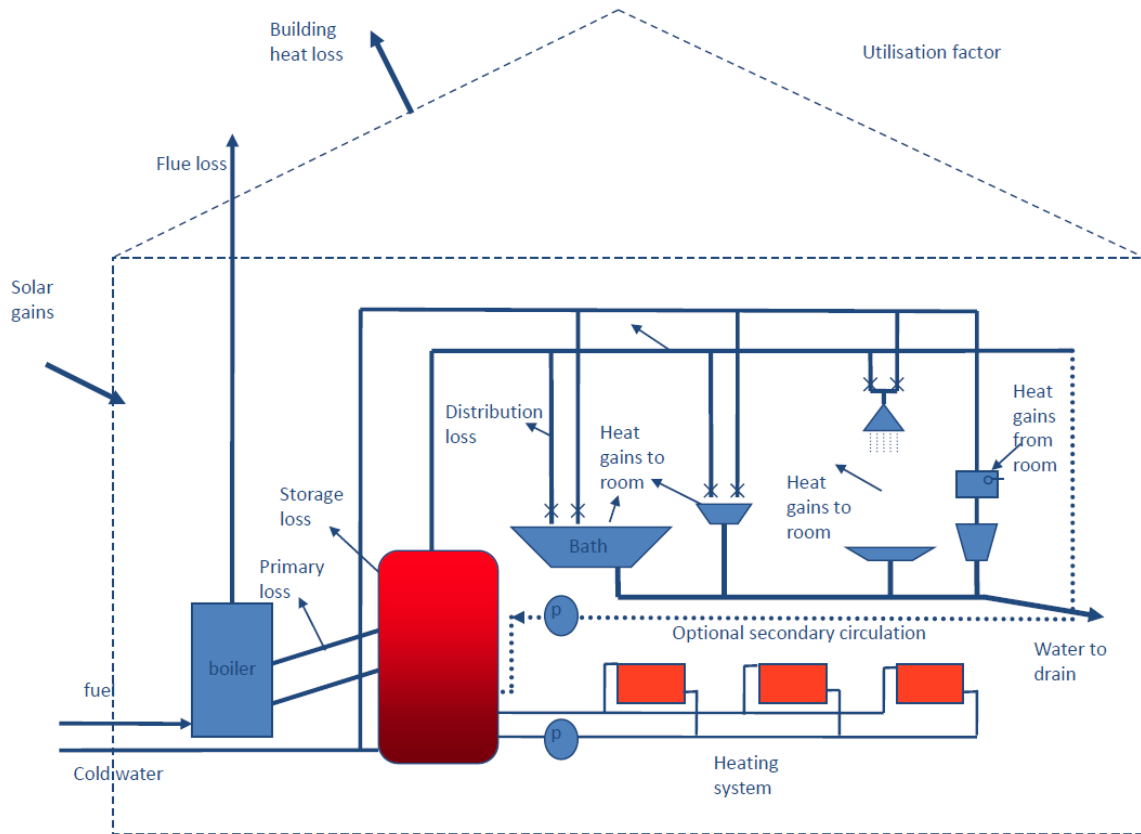 Building
heat loss
Utilisation factor
Flue loss
Solar
gains
Distribution
loss
Heat
gains to
room
Heat
gains to
room
Heat
gains
from
room
Storage
loss
Bath
Primary
loss
p
Optional secondary circulation
Water to
drain
boiler
fuel
p
Cold water
Heating
system